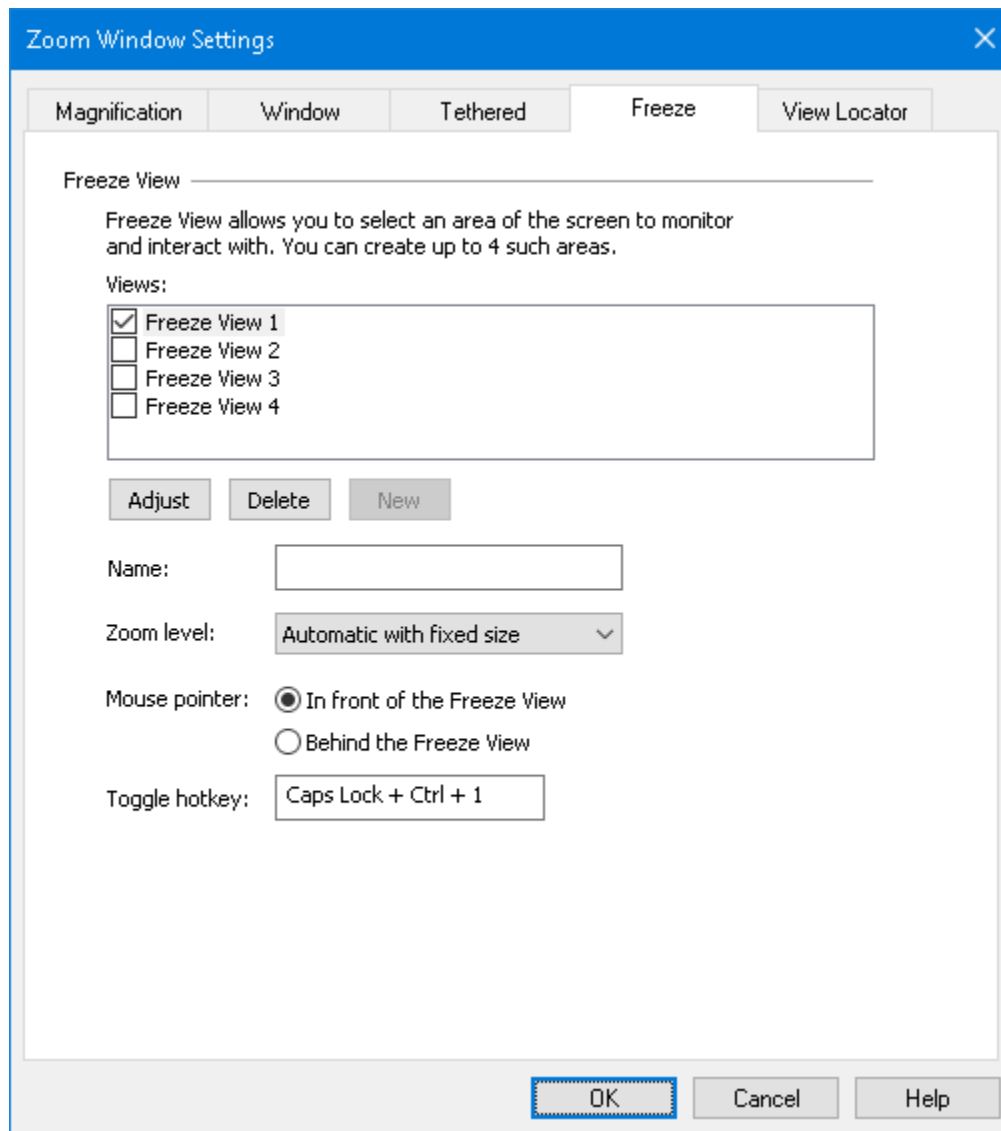 Zoom Window Settings
Magnification Window Tethered Freeze View Locator
Freeze View
Freeze View allows you to select an area of the screen to monitor
and interact with. You can create up to 4 such areas.
Views:
Freeze View 1
Freeze View 2
Freeze View 3
Freeze View 4
Adjust Delete New
Name:
Zoom level: Automatic with fixed size
Mouse pointer: In front of the Freeze View
Behind the Freeze View
Toggle hotkey: Caps Lock + Ctrl + 1
OK Cancel Help